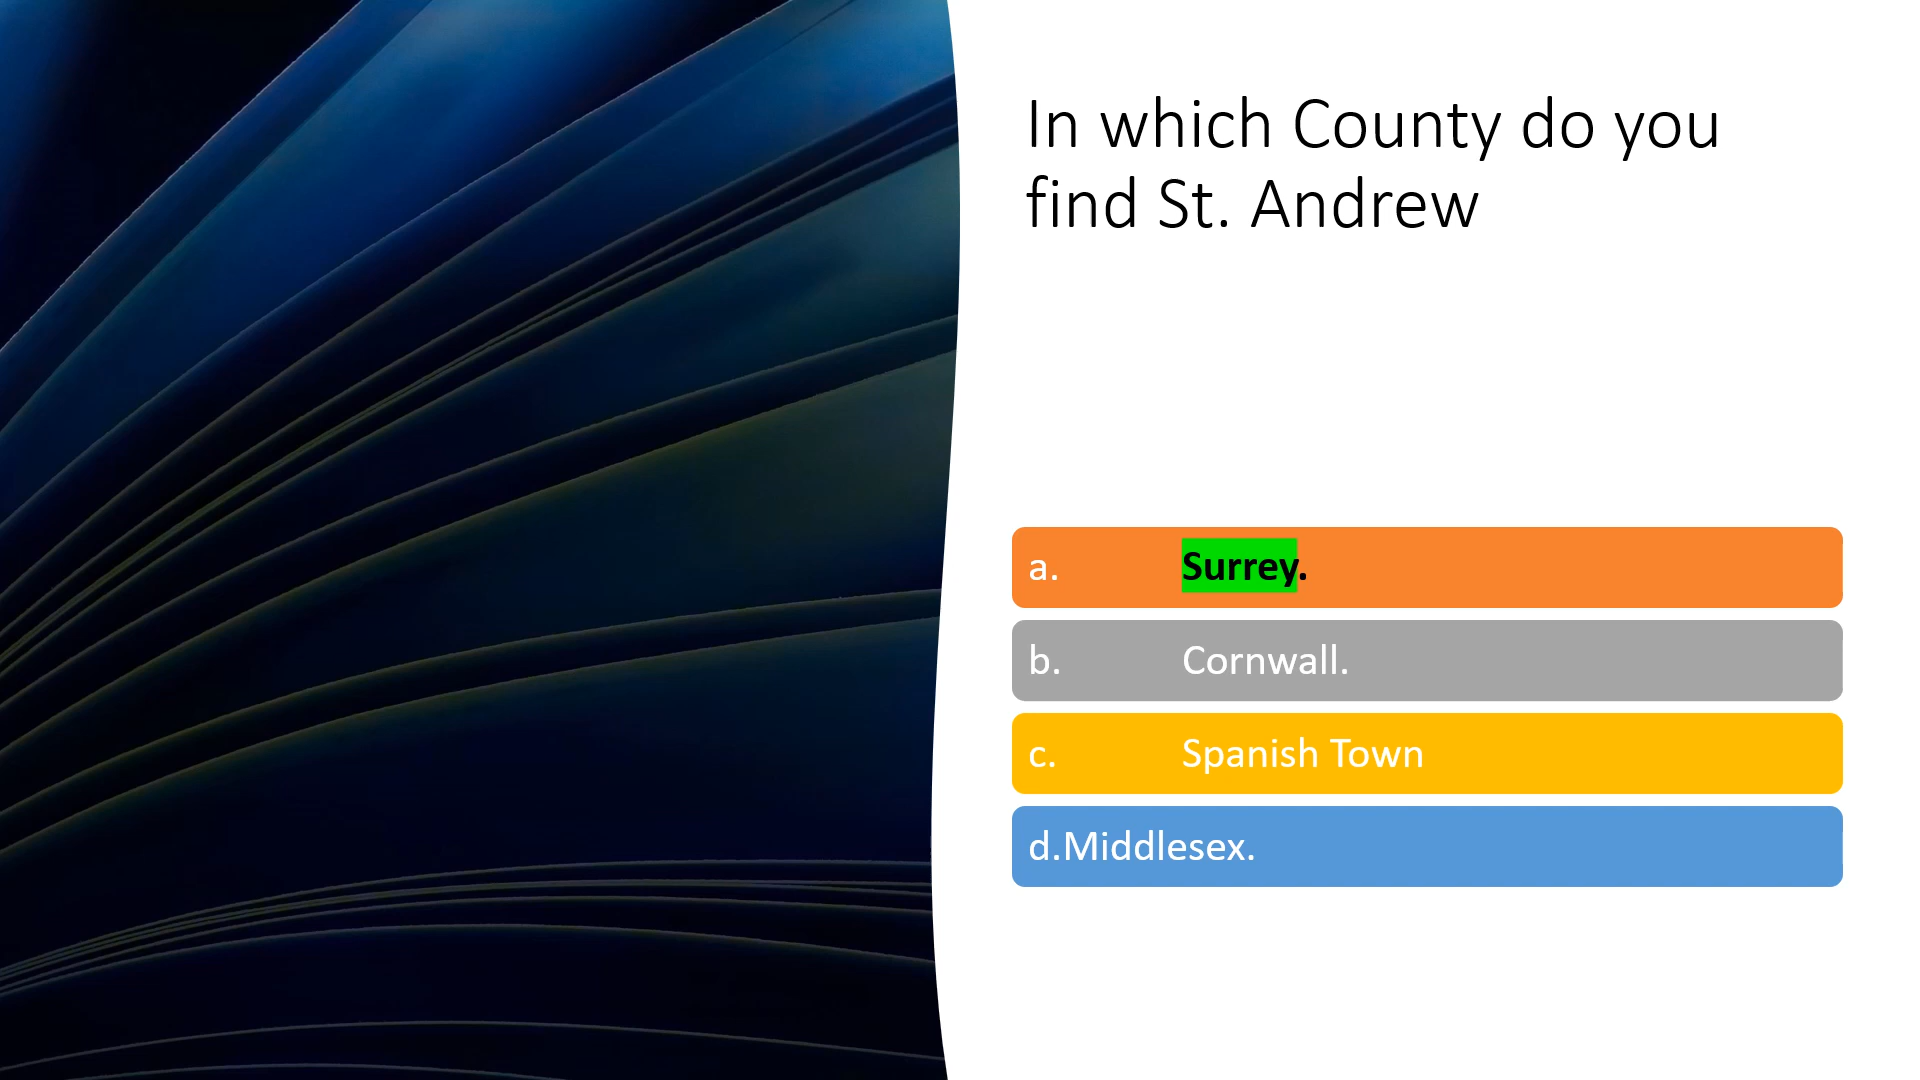 In which County do you
find St. Andrew
a. Surrey.
b. Cornwall.
c. Spanish Town
d.Middlesex.